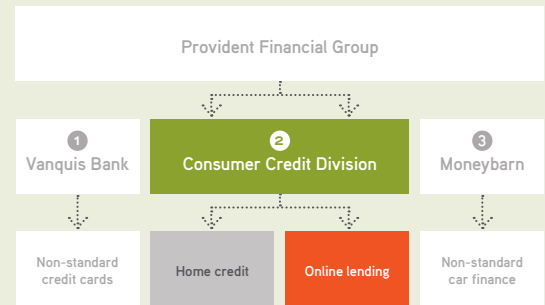 Provident Financial Group
1
Vanquis Bank
2
Consumer Credit Division
3
Moneybarn
Non-standard
credit cards
Home credit
Online lending
Non-standard
car finance